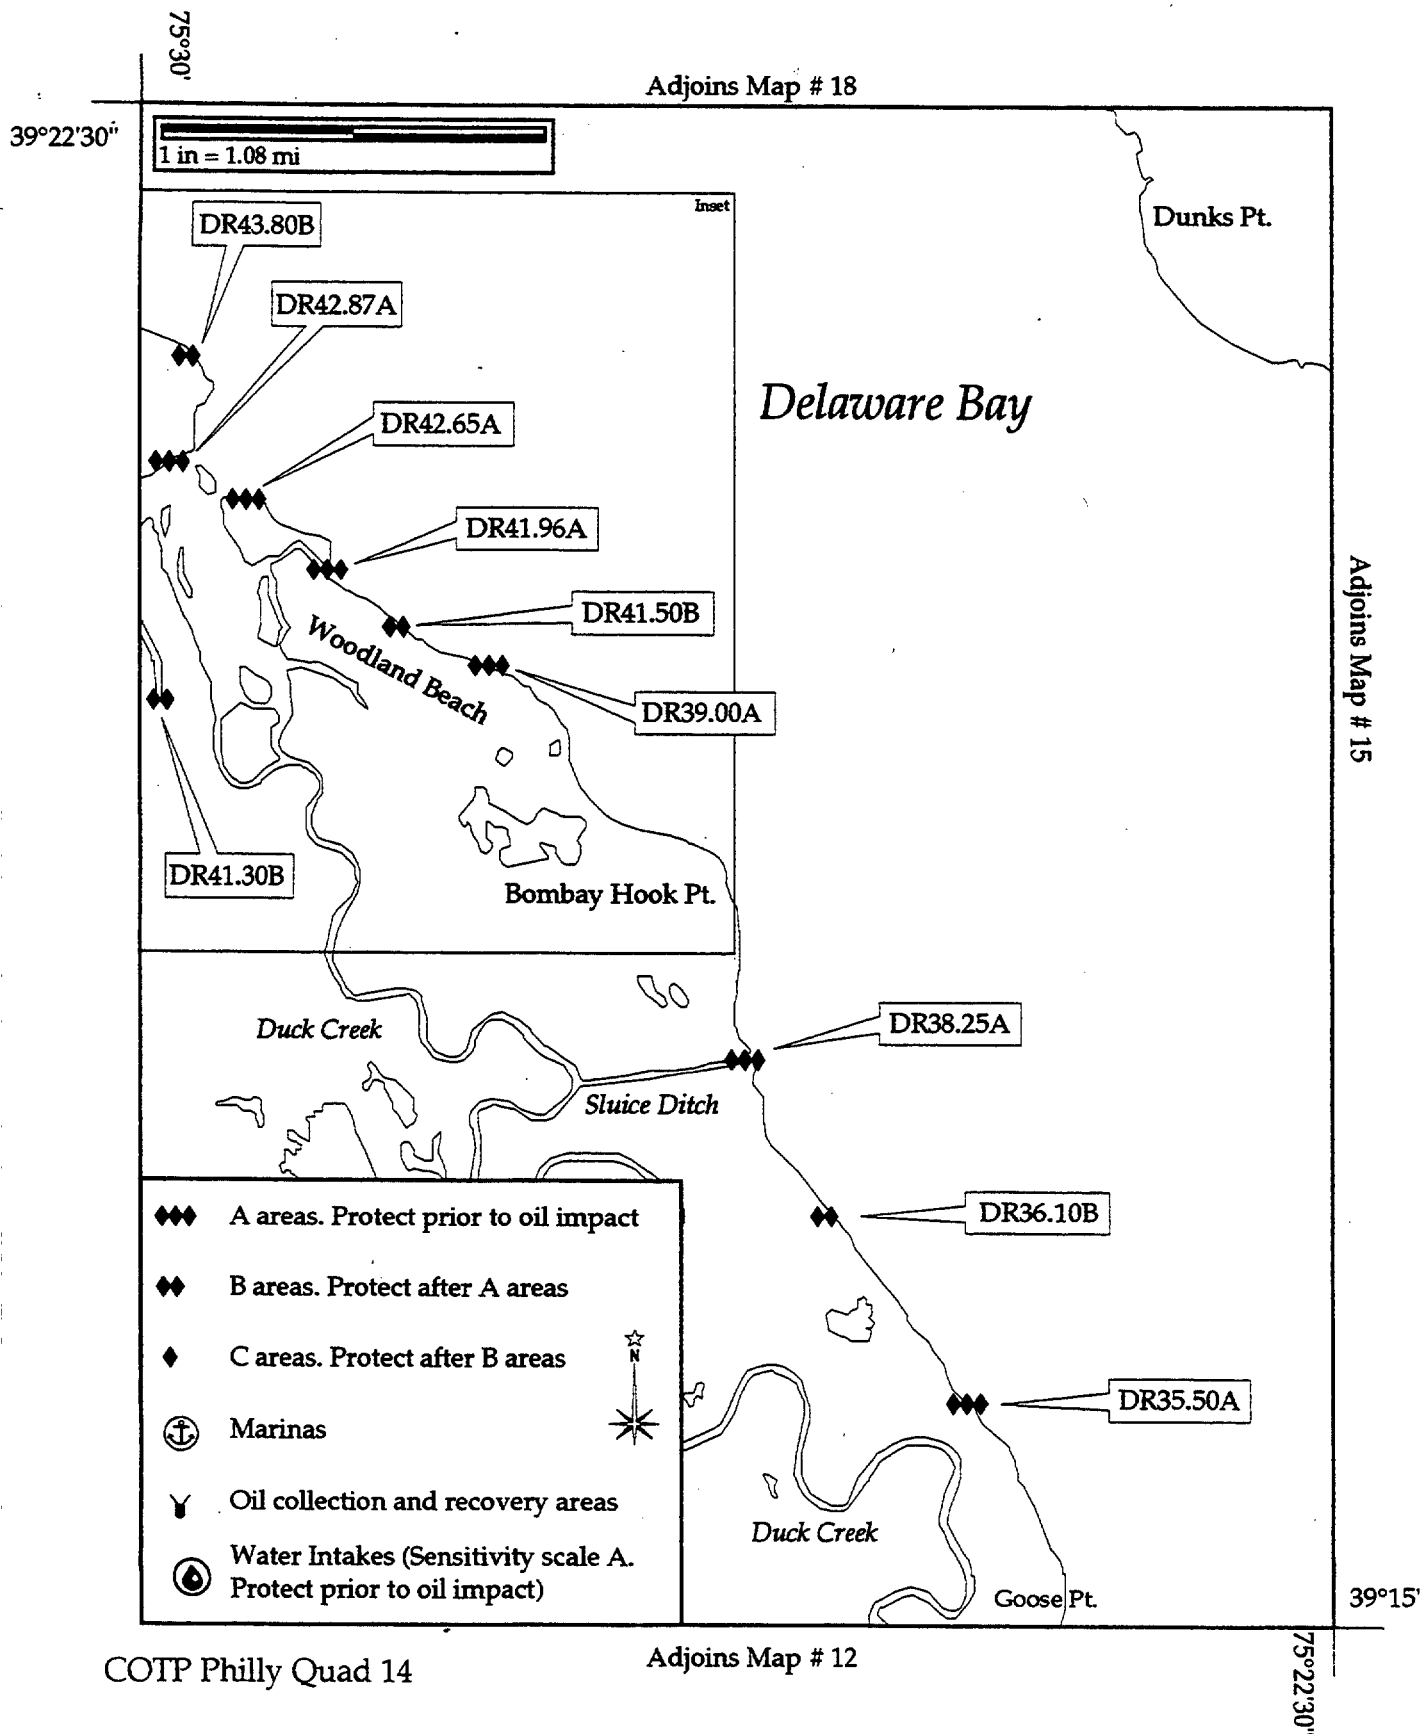 75°30'
Adjoins Map # 18
39°22'30"
1 in = 1.08 mi
Inset
DR43.80B
Dunks Pt.
DR42.87A
Delaware Bay
DR42.65A
DR41.96A
DR41.50B
Woodland Beach
DR39.00A
Adjoins Map # 15
DR41.30B
Bombay Hook Pt.
Duck Creek
DR38.25A
Sluice Ditch
A areas. Protect prior to oil impact
DR36.10B
B areas. Protect after A areas
N
C areas. Protect after B areas
DR35.50A
Marinas
Oil collection and recovery areas
Duck Creek
Water Intakes (Sensitivity scale A.
Protect prior to oil impact)
Goose Pt.
39°15'
75°22'30"
Adjoins Map # 12
COTP Philly Quad 14